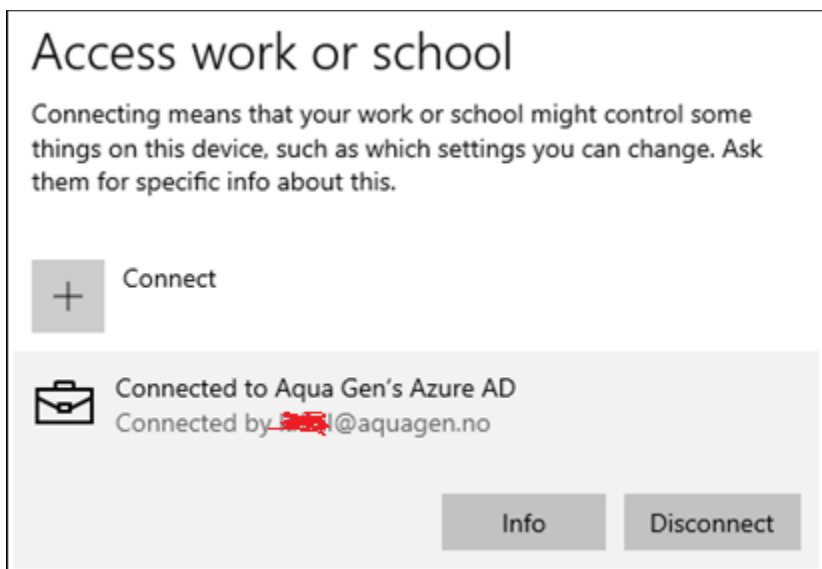 Access work or school
Connecting means that your work or school might control some
things on this device, such as which settings you can change. Ask
them for specific info about this.
Connect
Connected to Aqua Gen's Azure AD
Connected by @aquagen.no
Info
Disconnect